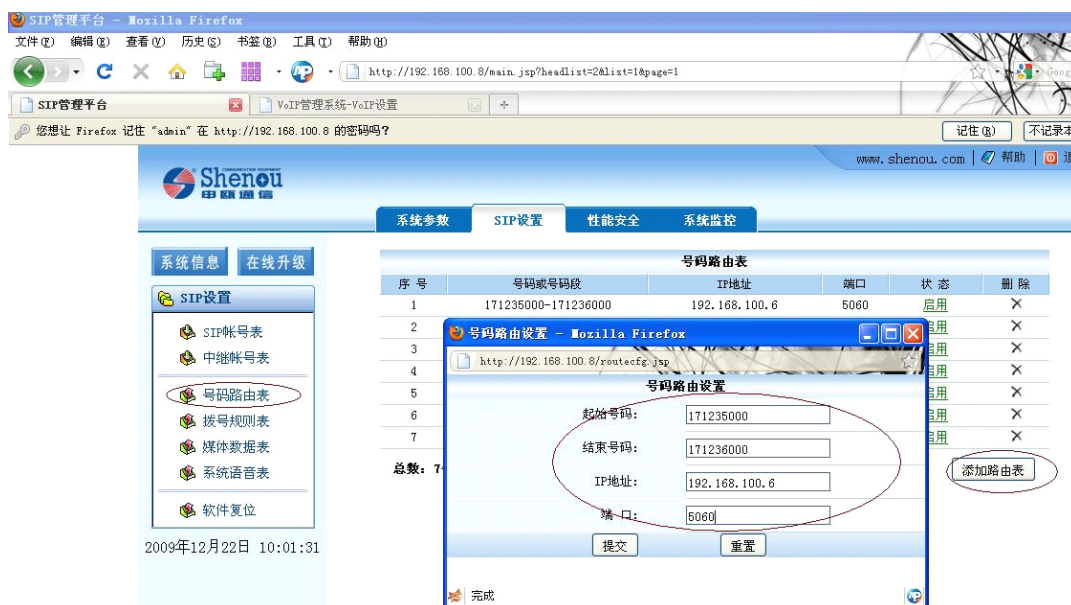 SIP管理平台 - Mozilla Firefox
文件(F) 编辑(E) 查看(V) 历史(S) 书签(B) 工具(T) 帮助(H)
http://192.168.100.8/main.jsp?headlist=2&list=1&page=1
SIP管理平台 VoIP管理系统-VoIP设置
您想让 Firefox 记住 "admin" 在 http://192.168.100.8 的密码吗? 记住(R) 不记录本
www.shenou.com 帮助
Shenou
申瓯通信
系统参数 SIP设置 性能安全 系统监控
系统信息 在线升级
SIP设置
SIP帐号表
中继帐号表
号码路由表
拨号规则表
媒体数据表
系统语音表
软件复位
2009年12月22日 10:01:31
号码路由表
序号 号码或号码段 IP地址 端口 状态 删除
1 171235000-171236000 192.168.100.6 5060 启用
2 启用
3 启用
4 启用
5 启用
6 启用
7 启用
总数: 7
添加路由表
号码路由设置 - Mozilla Firefox
http://192.168.100.8/routecfg.jsp
号码路由设置
起始号码: 171235000
结束号码: 171236000
IP地址: 192.168.100.6
端 口: 5060
提交 重置
完成